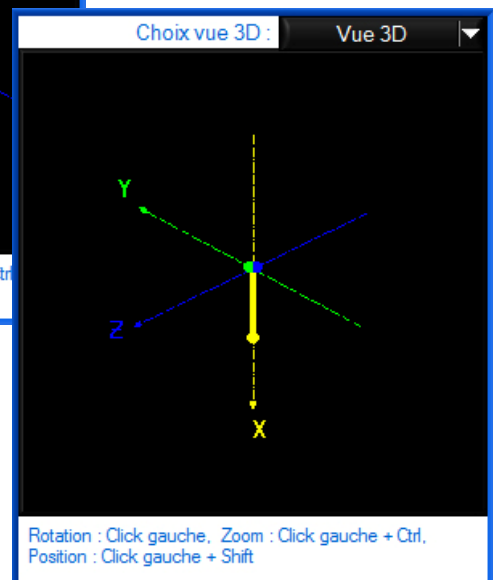 Choix vue 3D : Vue 3D
Y
Z
X
Rotation : Click gauche, Zoom : Click gauche + Ctrl,
Position : Click gauche + Shift